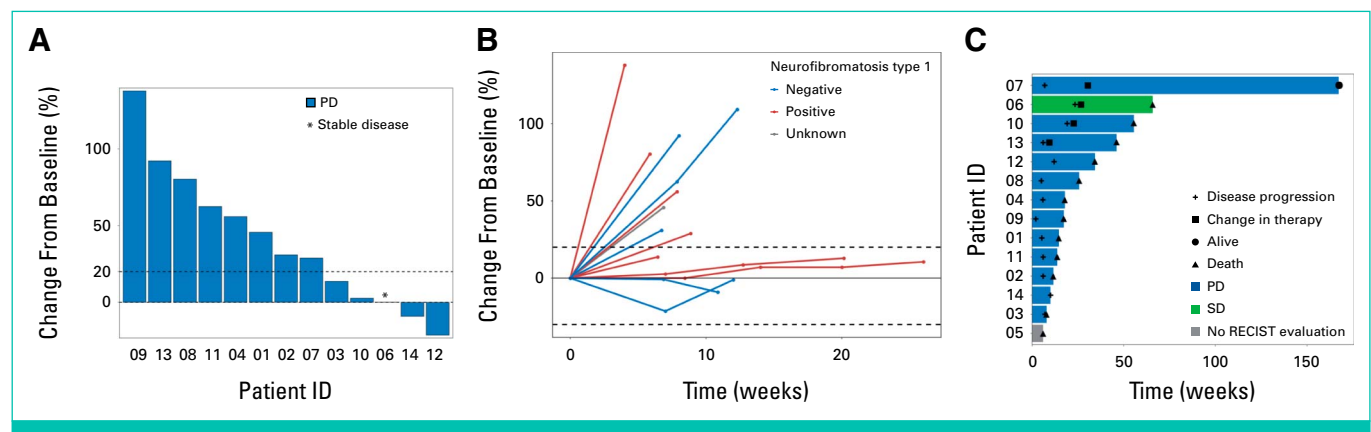 A
Change From Baseline (%)
100
50
20
0
PD
* Stable disease
09 13 08 11 04 01 02 07 03 10 06 14 12
Patient ID
B
Change From Baseline (%)
100
50
0
Neurofibromatosis type 1
Negative
Positive
Unknown
0 10 20
Time (weeks)
C
Patient ID
07
06
10
13
12
08
04
09
01
11
02
14
03
05
+ Disease progression
■ Change in therapy
● Alive
▲ Death
PD
SD
No RECIST evaluation
0 50 100 150
Time (weeks)